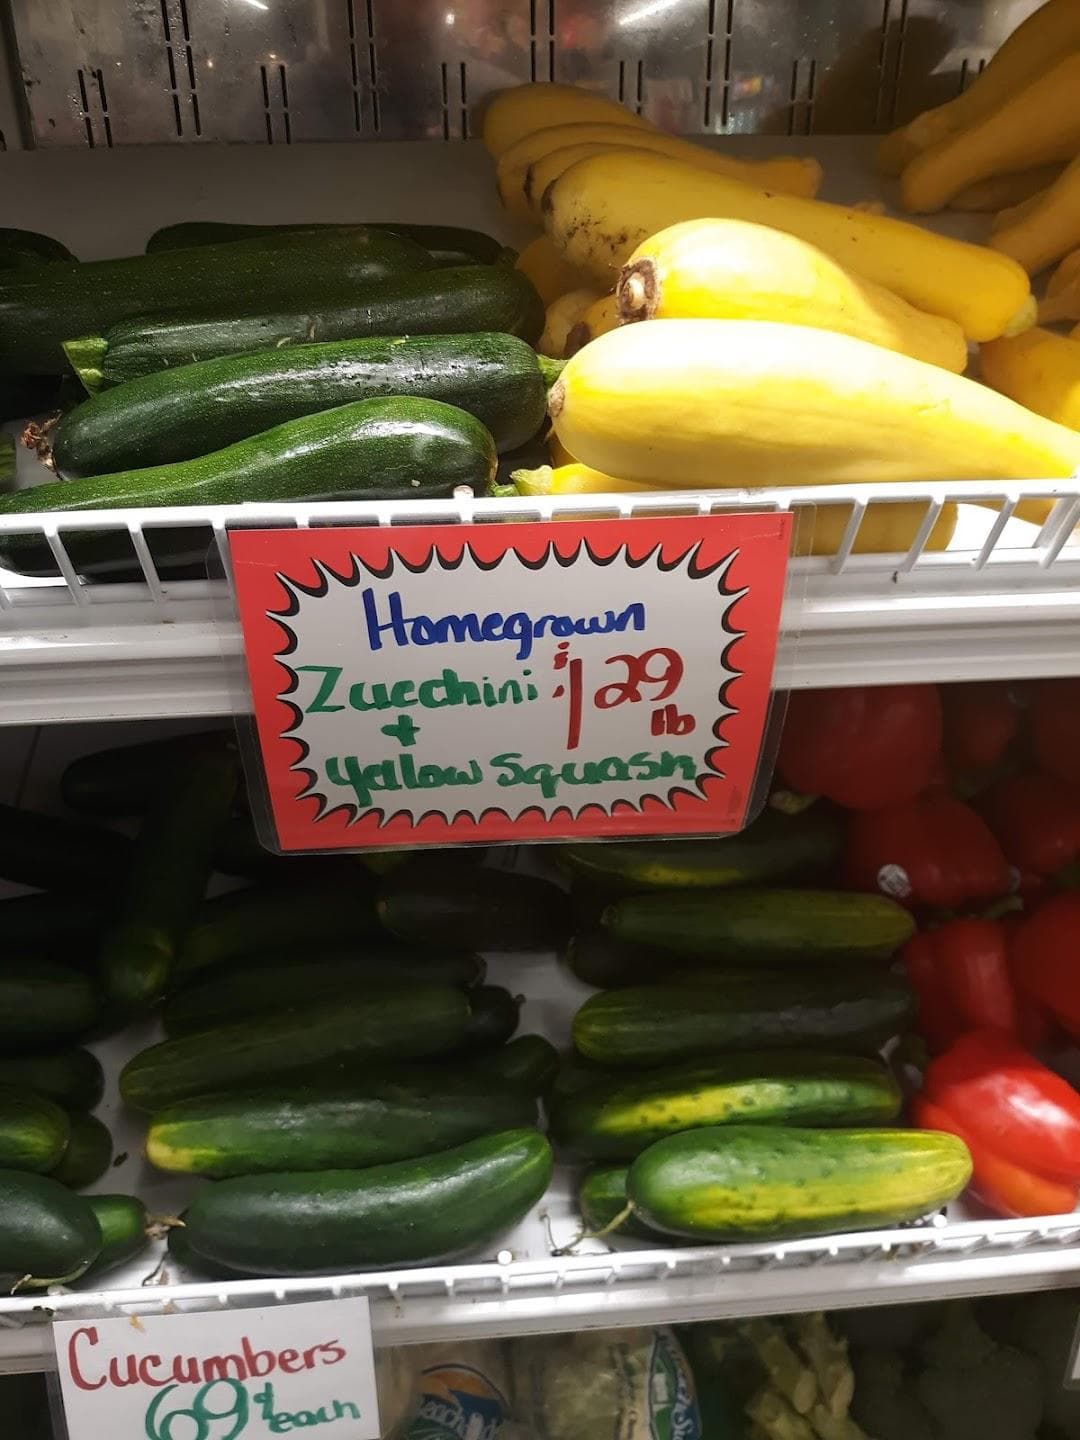 Homegrown
Zucchini $1.29
+ lb
Yellow Squash
Cucumbers
69¢ each